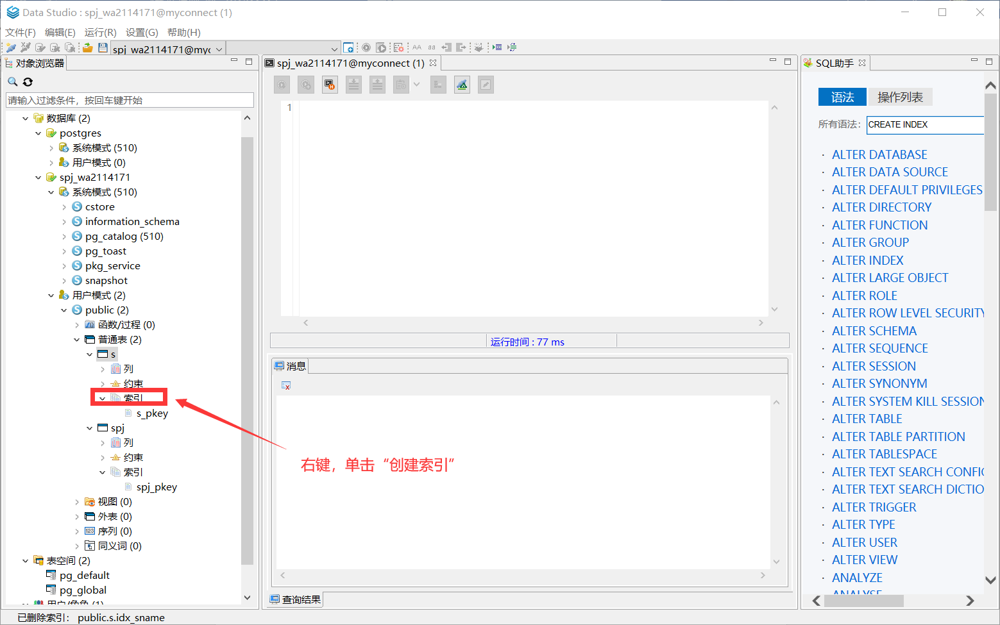 Data Studio : spj_wa2114171@myconnect (1)
文件(F) 编辑(E) 运行(R) 设置(G) 帮助(H)
spj_wa2114171@myc
AA aa
对象浏览器
请输入过滤条件，按回车键开始
数据库 (2)
postgres
系统模式 (510)
用户模式 (0)
spj_wa2114171
系统模式 (510)
cstore
information_schema
pg_catalog (510)
pg_toast
pkg_service
snapshot
用户模式 (2)
public (2)
函数/过程 (0)
普通表 (2)
s
列
约束
索引
s_pkey
spj
列
约束
索引
spj_pkey
视图 (0)
外表 (0)
序列 (0)
同义词 (0)
表空间 (2)
pg_default
pg_global
用户/角色 (1)
已删除索引： public.s.idx_sname
spj_wa2114171@myconnect (1)
1
运行时间 : 77 ms
消息
右键，单击“创建索引”
查询结果
SQL助手
语法 操作列表
所有语法： CREATE INDEX
· ALTER DATABASE
· ALTER DATA SOURCE
· ALTER DEFAULT PRIVILEGES
· ALTER DIRECTORY
· ALTER FUNCTION
· ALTER GROUP
· ALTER INDEX
· ALTER LARGE OBJECT
· ALTER ROLE
· ALTER ROW LEVEL SECURITY
· ALTER SCHEMA
· ALTER SEQUENCE
· ALTER SESSION
· ALTER SYNONYM
· ALTER SYSTEM KILL SESSION
· ALTER TABLE
· ALTER TABLE PARTITION
· ALTER TABLESPACE
· ALTER TEXT SEARCH CONFIG
· ALTER TEXT SEARCH DICTIO
· ALTER TRIGGER
· ALTER TYPE
· ALTER USER
· ALTER VIEW
· ANALYZE
· ANALYSE